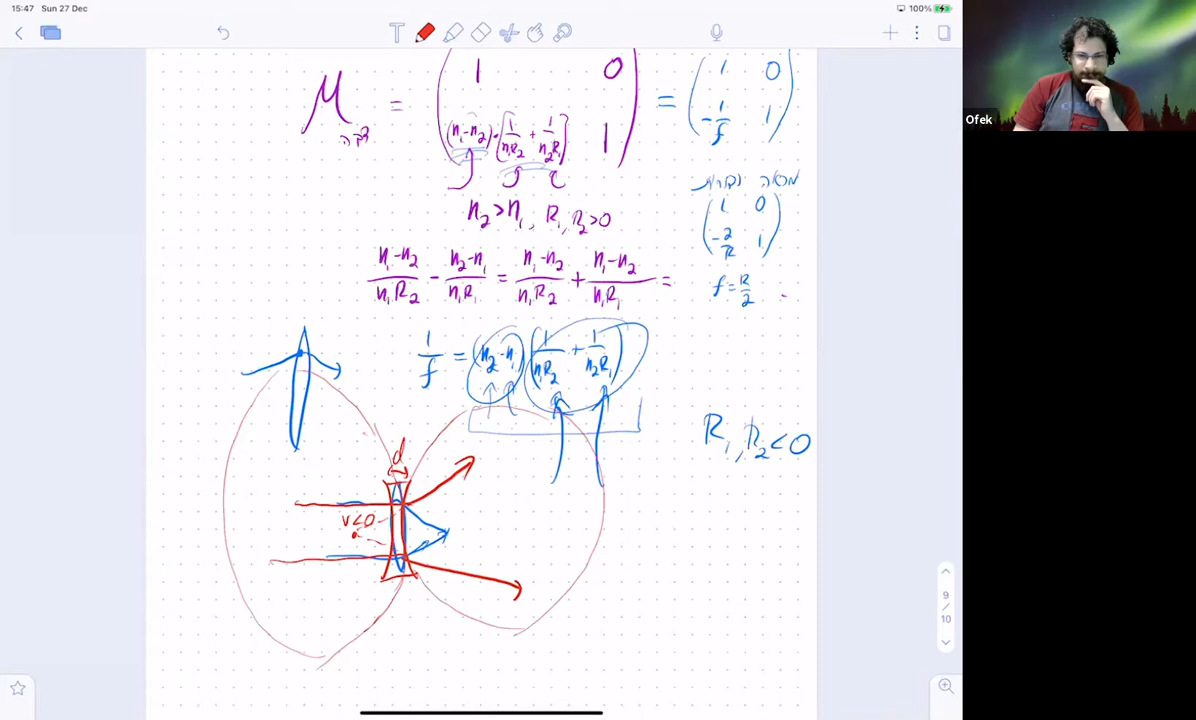 15:47 Sun 27 Dec
100%
Ofek
M = ( 1 0 ; (n₁-n₂)·[1/n₁R₂ + 1/n₂R₁] 1 ) = ( 1 0 ; -1/f 1 )
n₂>n₁, R₁, R₂>0
( 1 0 ; -2/R 1 )
(n₁-n₂)/(n₁R₂) - (n₂-n₁)/(n₁R₁) = (n₁-n₂)/(n₁R₂) + (n₁-n₂)/(n₁R₁) =
f = R/2
1/f = (n₂-n₁) (1/n₁R₂ + 1/n₂R₁)
R₁, R₂<0
d
v<0
9
/
10